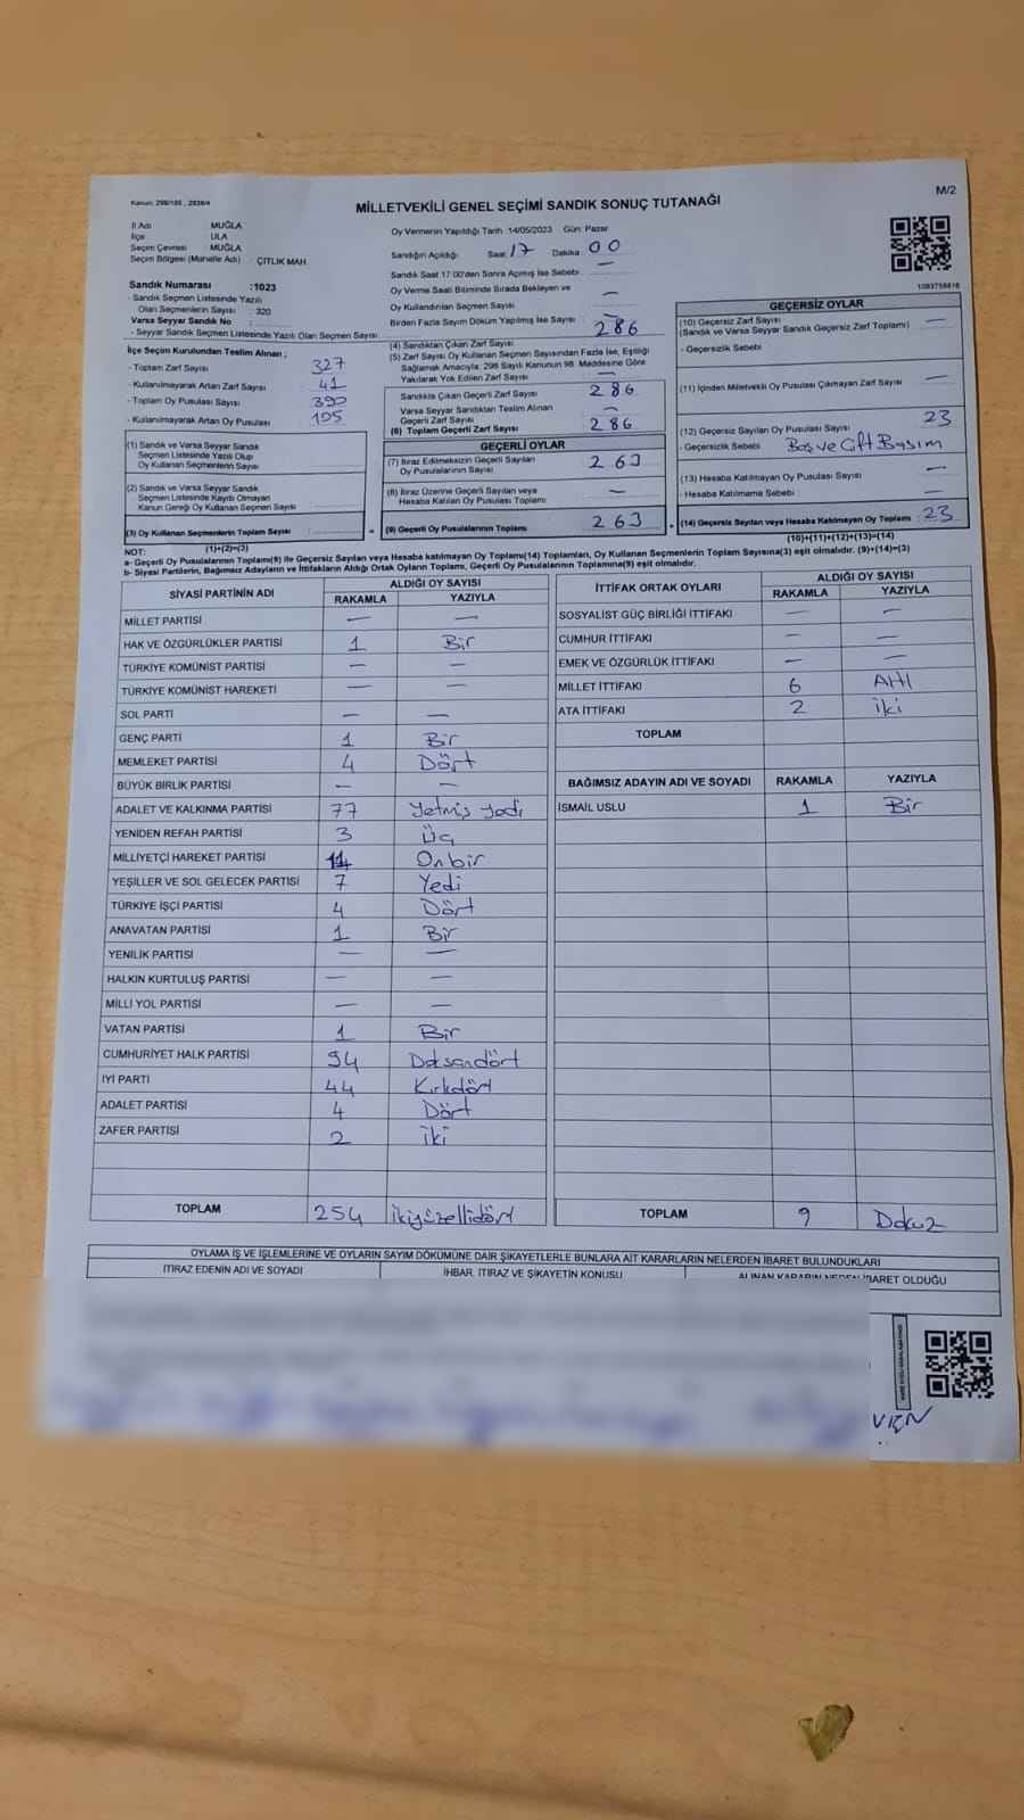 Kanun: 298/105, 2839/4
M/2
MİLLETVEKİLİ GENEL SEÇİMİ SANDIK SONUÇ TUTANAĞI
İl Adı MUĞLA
İlçe ULA
Seçim Çevresi MUĞLA
Seçim Bölgesi (Muhtelle Adı) ÇITLIK MAH.
Oy Vermenin Yapıldığı Tarih :14/05/2023 Gün: Pazar
Sandığın Açıldığı: Saat 17 Dakika 00
Sandık Saat 17:00'den Sonra Açılmış İse Sebebi —
Oy Verme Saati Bitiminde Sırada Bekleyen ve
Oy Kullandırılan Seçmen Sayısı —
Birden Fazla Sayım Döküm Yapılmış İse Sayısı —
Sandık Numarası :1023
- Sandık Seçmen Listesinde Yazılı
Olan Seçmenlerin Sayısı 320
Varsa Seyyar Sandık No
- Seyyar Sandık Seçmen Listesinde Yazılı Olan Seçmen Sayısı
İlçe Seçim Kurulundan Teslim Alınan ;
- Toplam Zarf Sayısı 327
- Kullanılmayarak Artan Zarf Sayısı 41
- Toplam Oy Pusulası Sayısı 390
- Kullanılmayarak Artan Oy Pusulası 105
(1) Sandık ve Varsa Seyyar Sandık
Seçmen Listesinde Yazılı Olup
Oy Kullanan Seçmenlerin Sayısı
(2) Sandık ve Varsa Seyyar Sandık
Seçmen Listesinde Kayıtlı Olmayan
Kanun Gereği Oy Kullanan Seçmen Sayısı
(3) Oy Kullanan Seçmenlerin Toplam Sayısı =
(1)+(2)=(3)
(4) Sandıktan Çıkan Zarf Sayısı 286
(5) Zarf Sayısı Oy Kullanan Seçmen Sayısından Fazla İse, Eşitliği
Sağlamak Amacıyla, 298 Sayılı Kanunun 98. Maddesine Göre
Yakılarak Yok Edilen Zarf Sayısı —
Sandıkta Çıkan Geçerli Zarf Sayısı 286
Varsa Seyyar Sandıktan Teslim Alınan
Geçerli Zarf Sayısı —
(6) Toplam Geçerli Zarf Sayısı 286
GEÇERLİ OYLAR
(7) İtiraz Edilmeksizin Geçerli Sayılan
Oy Pusulalarının Sayısı 263
(8) İtiraz Üzerine Geçerli Sayılan veya
Hesaba Katılan Oy Pusulası Toplamı —
(9) Geçerli Oy Pusulalarının Toplamı 263 +
GEÇERSİZ OYLAR
(10) Geçersiz Zarf Sayısı
(Sandık ve Varsa Seyyar Sandık Geçersiz Zarf Toplamı) —
- Geçersizlik Sebebi
(11) İçinden Milletvekili Oy Pusulası Çıkmayan Zarf Sayısı —
(12) Geçersiz Sayılan Oy Pusulası Sayısı 23
- Geçersizlik Sebebi Boş ve Çift Basım
(13) Hesaba Katılmayan Oy Pusulası Sayısı —
- Hesaba Katılmama Sebebi —
(14) Geçersiz Sayılan veya Hesaba Katılmayan Oy Toplamı 23
(10)+(11)+(12)+(13)=(14)
NOT:
a- Geçerli Oy Pusulalarının Toplamı(9) ile Geçersiz Sayılan veya Hesaba katılmayan Oy Toplamı(14) Toplamları, Oy Kullanan Seçmenlerin Toplam Sayısına(3) eşit olmalıdır. (9)+(14)=(3)
b- Siyasi Partilerin, Bağımsız Adayların ve İttifakların Aldığı Ortak Oyların Toplamı, Geçerli Oy Pusulalarının Toplamına(9) eşit olmalıdır.
SİYASİ PARTİNİN ADI ALDIĞI OY SAYISI
RAKAMLA YAZIYLA
MİLLET PARTİSİ — —
HAK VE ÖZGÜRLÜKLER PARTİSİ 1 Bir
TÜRKİYE KOMÜNİST PARTİSİ — —
TÜRKİYE KOMÜNİST HAREKETİ — —
SOL PARTİ — —
GENÇ PARTİ 1 Bir
MEMLEKET PARTİSİ 4 Dört
BÜYÜK BİRLİK PARTİSİ — —
ADALET VE KALKINMA PARTİSİ 77 Yetmiş yedi
YENİDEN REFAH PARTİSİ 3 Üç
MİLLİYETÇİ HAREKET PARTİSİ 11 Onbir
YEŞİLLER VE SOL GELECEK PARTİSİ 7 Yedi
TÜRKİYE İŞÇİ PARTİSİ 4 Dört
ANAVATAN PARTİSİ 1 Bir
YENİLİK PARTİSİ — —
HALKIN KURTULUŞ PARTİSİ — —
MİLLİ YOL PARTİSİ — —
VATAN PARTİSİ 1 Bir
CUMHURİYET HALK PARTİSİ 94 Doksandört
İYİ PARTİ 44 Kırkdört
ADALET PARTİSİ 4 Dört
ZAFER PARTİSİ 2 iki
TOPLAM 254 ikiyüzellidört
İTTİFAK ORTAK OYLARI ALDIĞI OY SAYISI
RAKAMLA YAZIYLA
SOSYALİST GÜÇ BİRLİĞİ İTTİFAKI — —
CUMHUR İTTİFAKI — —
EMEK VE ÖZGÜRLÜK İTTİFAKI — —
MİLLET İTTİFAKI 6 Altı
ATA İTTİFAKI 2 iki
TOPLAM
BAĞIMSIZ ADAYIN ADI VE SOYADI RAKAMLA YAZIYLA
İSMAİL USLU 1 Bir
TOPLAM 9 Dokuz
OYLAMA İŞ VE İŞLEMLERİNE VE OYLARIN SAYIM DÖKÜMÜNE DAİR ŞİKAYETLERLE BUNLARA AİT KARARLARIN NELERDEN İBARET BULUNDUKLARI
İTİRAZ EDENİN ADI VE SOYADI İHBAR, İTİRAZ VE ŞİKAYETİN KONUSU ALINAN KARARIN NEDEN İBARET OLDUĞU